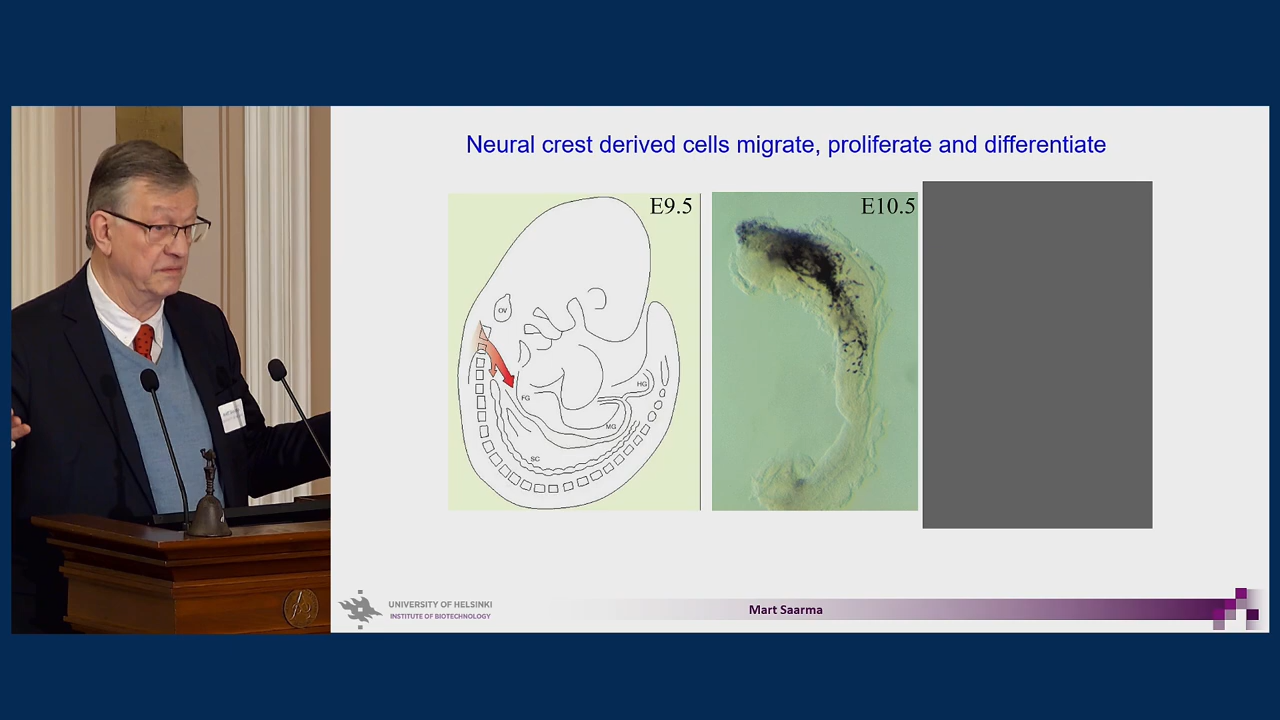 Neural crest derived cells migrate, proliferate and differentiate
E9.5
E10.5
OV
HG
FG
MG
SC
UNIVERSITY OF HELSINKI
INSTITUTE OF BIOTECHNOLOGY
Mart Saarma